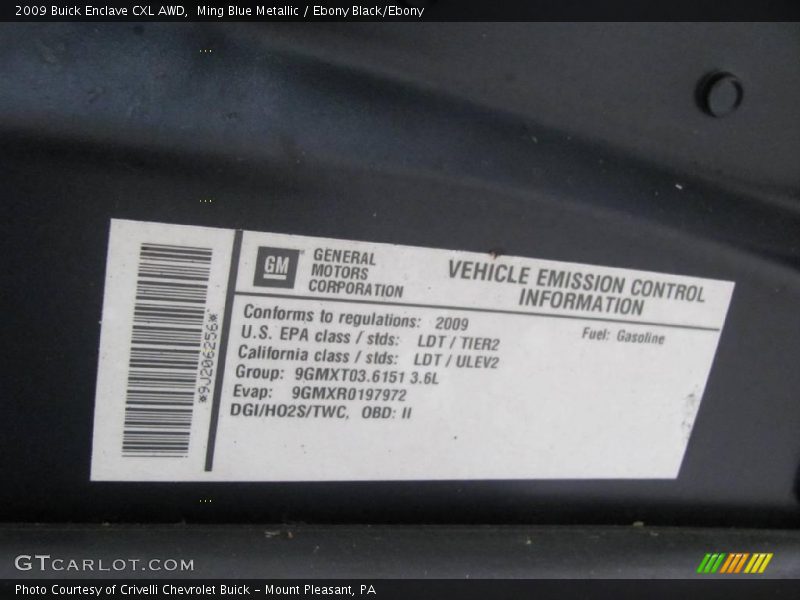 2009 Buick Enclave CXL AWD, Ming Blue Metallic / Ebony Black/Ebony
*9J206256*
GM
GENERAL
MOTORS
CORPORATION
VEHICLE EMISSION CONTROL
INFORMATION
Conforms to regulations: 2009
Fuel: Gasoline
U.S. EPA class / stds: LDT / TIER2
California class / stds: LDT / ULEV2
Group: 9GMXT03.6151 3.6L
Evap: 9GMXR0197972
DGI/HO2S/TWC, OBD: II
GTCARLOT.COM
Photo Courtesy of Crivelli Chevrolet Buick - Mount Pleasant, PA